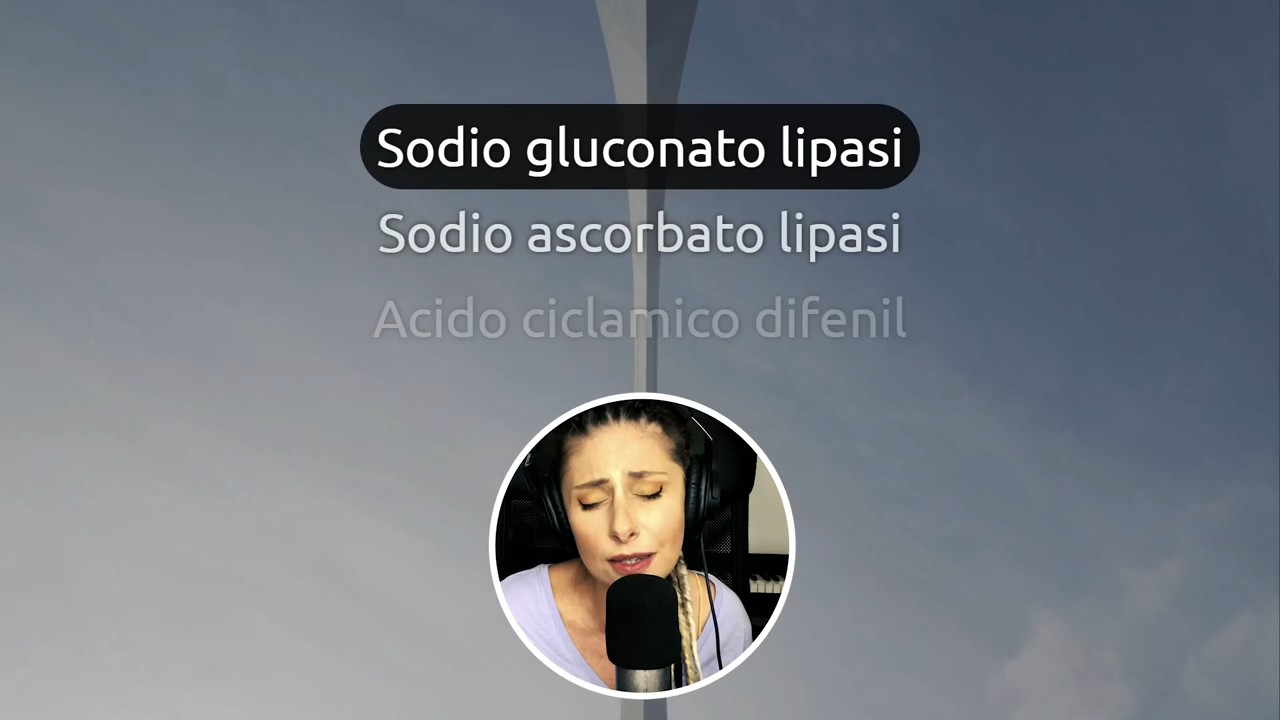 Sodio gluconato lipasi
Sodio ascorbato lipasi
Acido ciclamico difenil